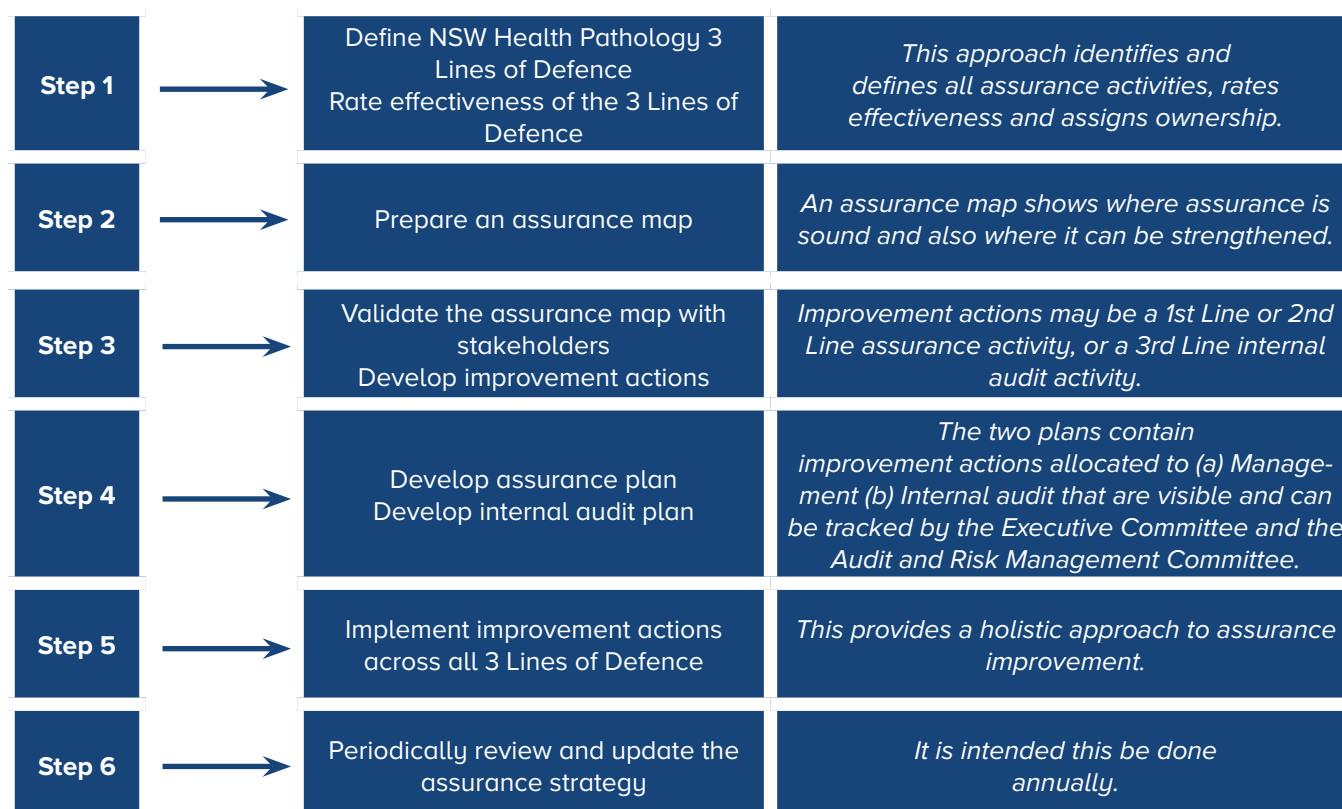 Step 1
Define NSW Health Pathology 3
Lines of Defence
Rate effectiveness of the 3 Lines of
Defence
This approach identifies and
defines all assurance activities, rates
effectiveness and assigns ownership.
Step 2
Prepare an assurance map
An assurance map shows where assurance is
sound and also where it can be strengthened.
Step 3
Validate the assurance map with
stakeholders
Develop improvement actions
Improvement actions may be a 1st Line or 2nd
Line assurance activity, or a 3rd Line internal
audit activity.
Step 4
Develop assurance plan
Develop internal audit plan
The two plans contain
improvement actions allocated to (a) Manage-
ment (b) Internal audit that are visible and can
be tracked by the Executive Committee and the
Audit and Risk Management Committee.
Step 5
Implement improvement actions
across all 3 Lines of Defence
This provides a holistic approach to assurance
improvement.
Step 6
Periodically review and update the
assurance strategy
It is intended this be done
annually.